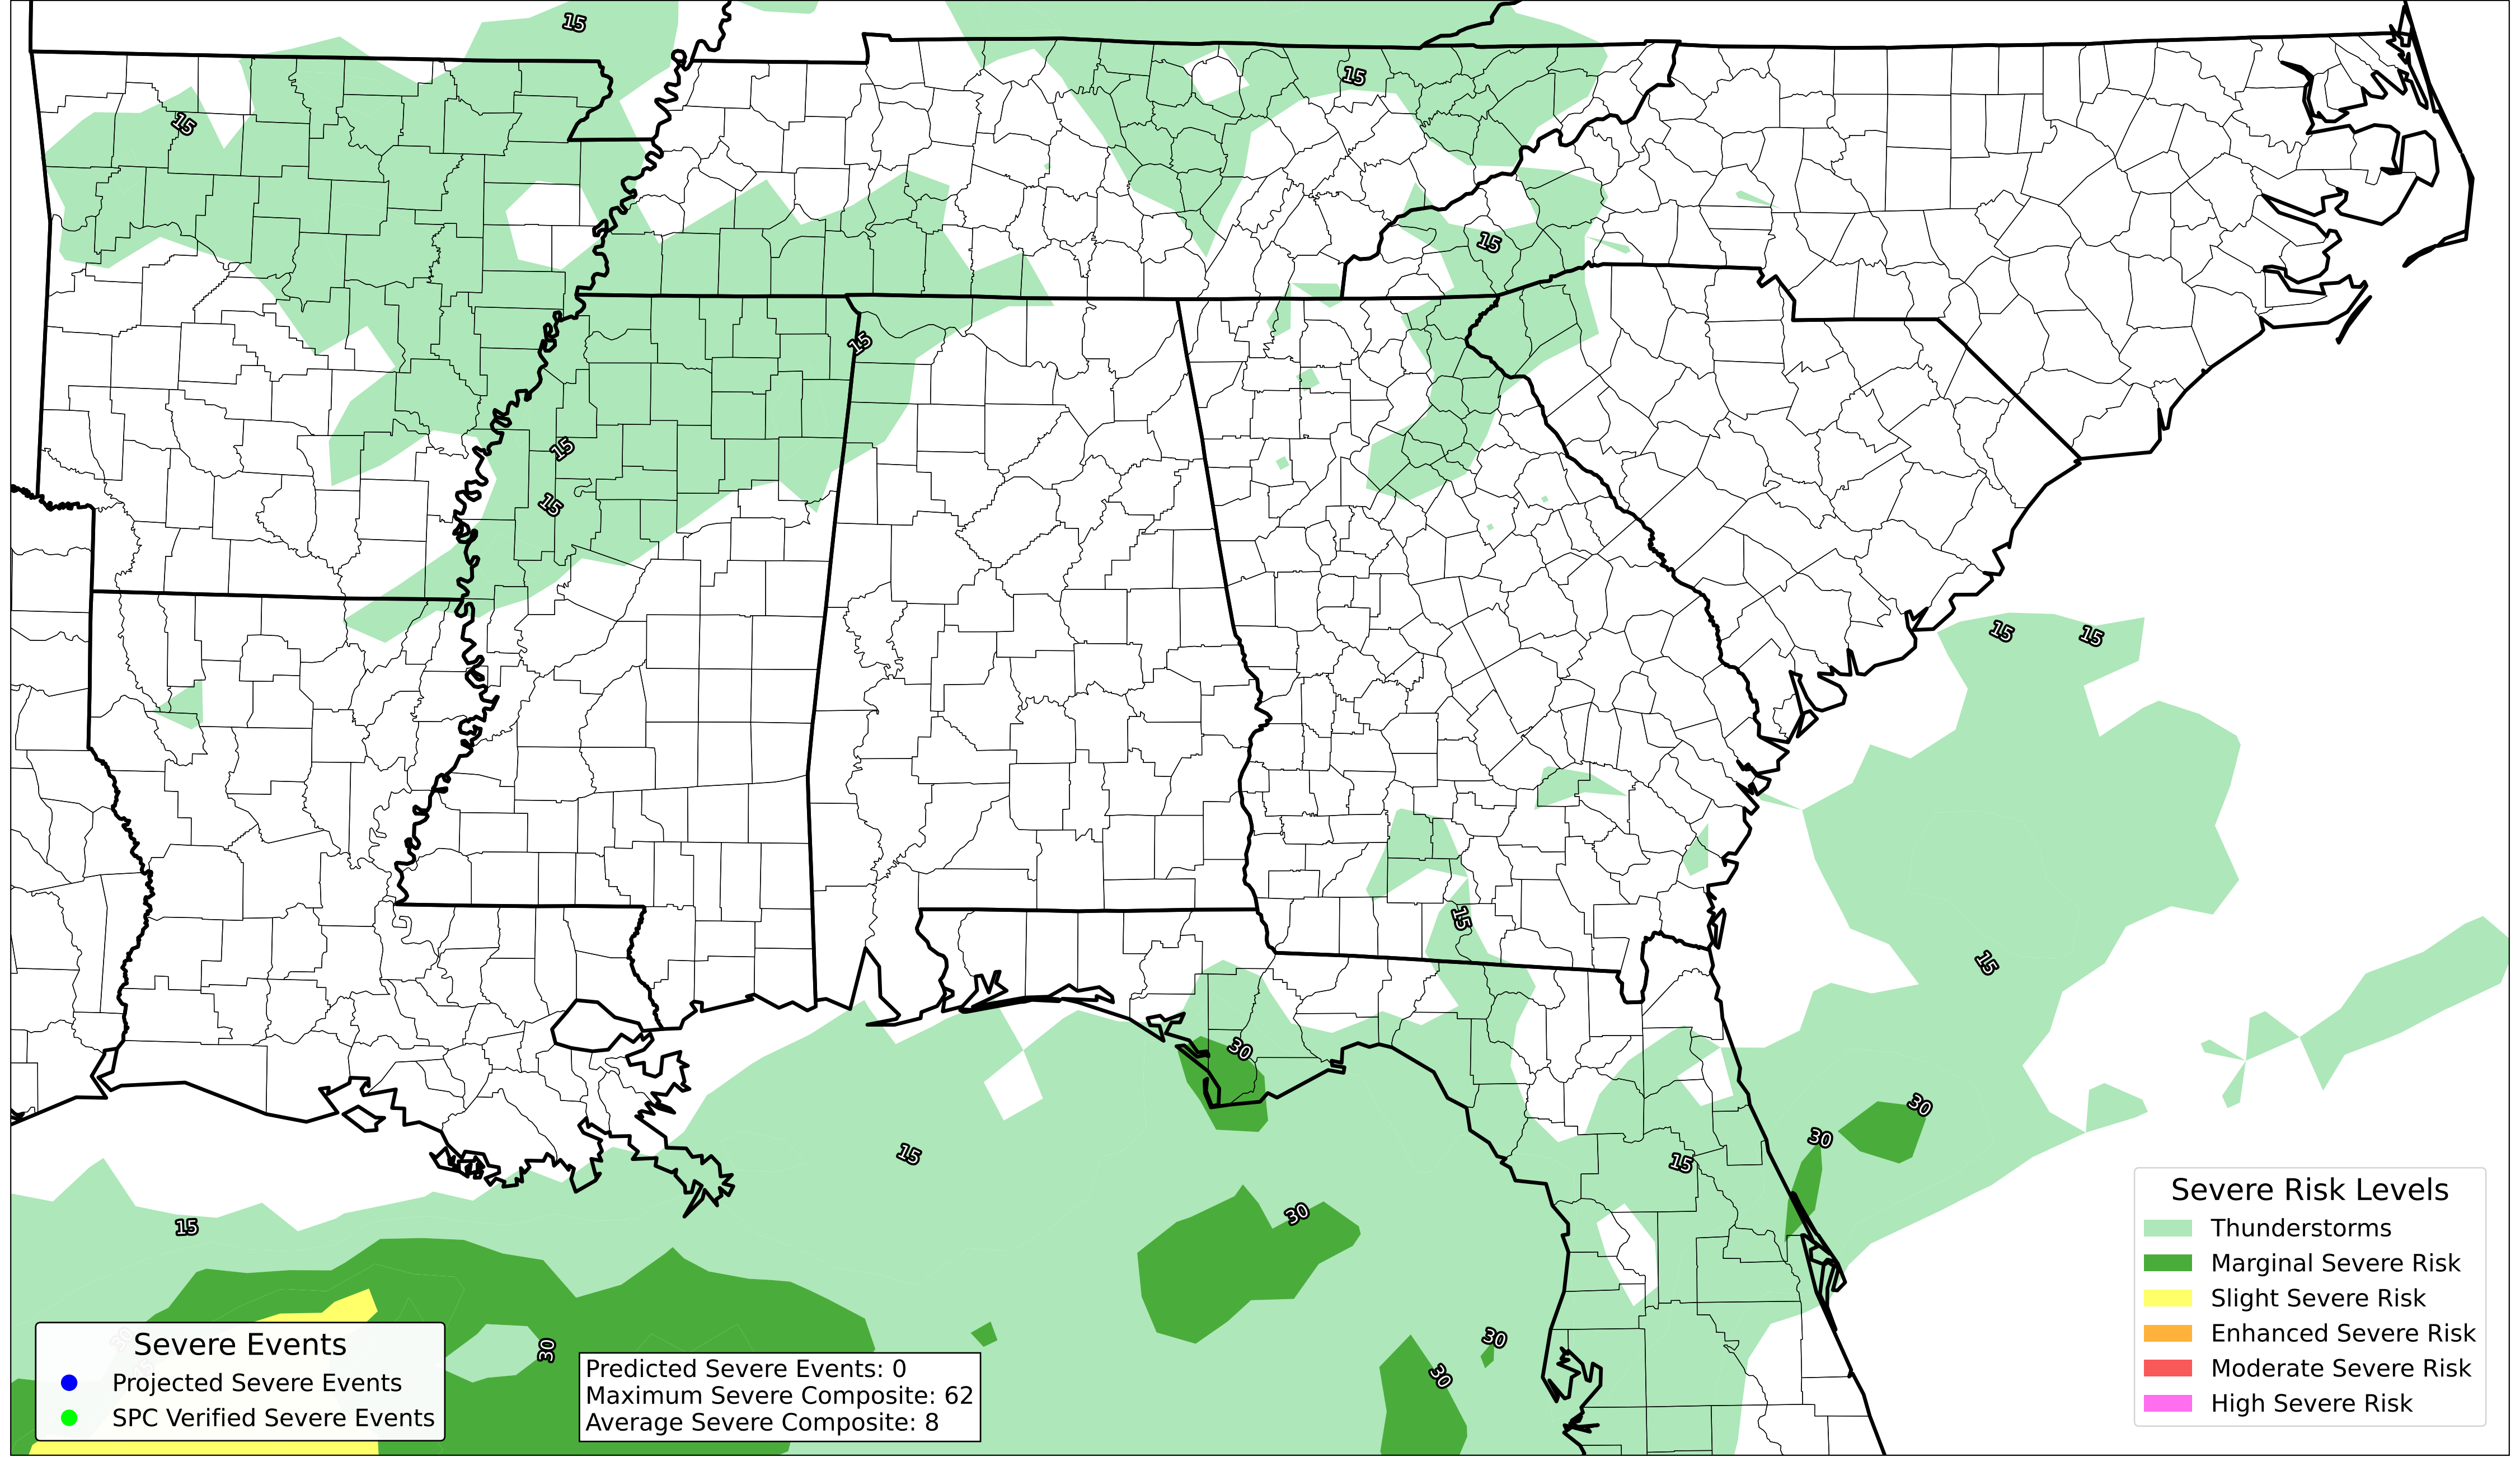 15
15
15
15
15
15
15
15
15
15
15
30
30
30
15
15
30
15
30
30
30
30
Severe Risk Levels
Thunderstorms
Marginal Severe Risk
Slight Severe Risk
Enhanced Severe Risk
Moderate Severe Risk
High Severe Risk
Severe Events
Projected Severe Events
SPC Verified Severe Events
Predicted Severe Events: 0
Maximum Severe Composite: 62
Average Severe Composite: 8